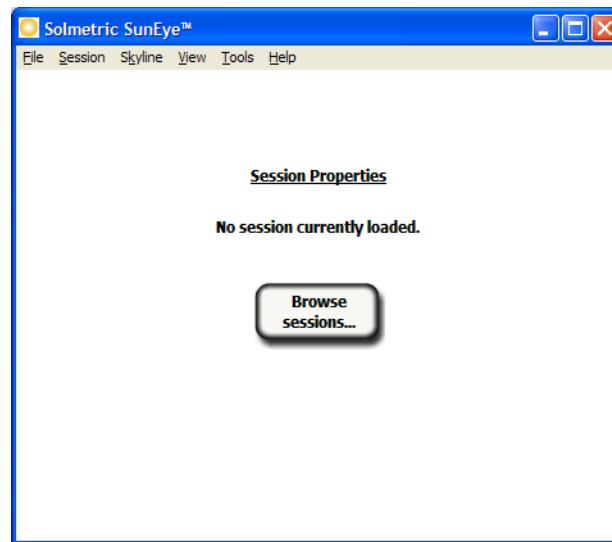 Solmetric SunEye™
File Session Skyline View Tools Help
Session Properties
No session currently loaded.
Browse
sessions...